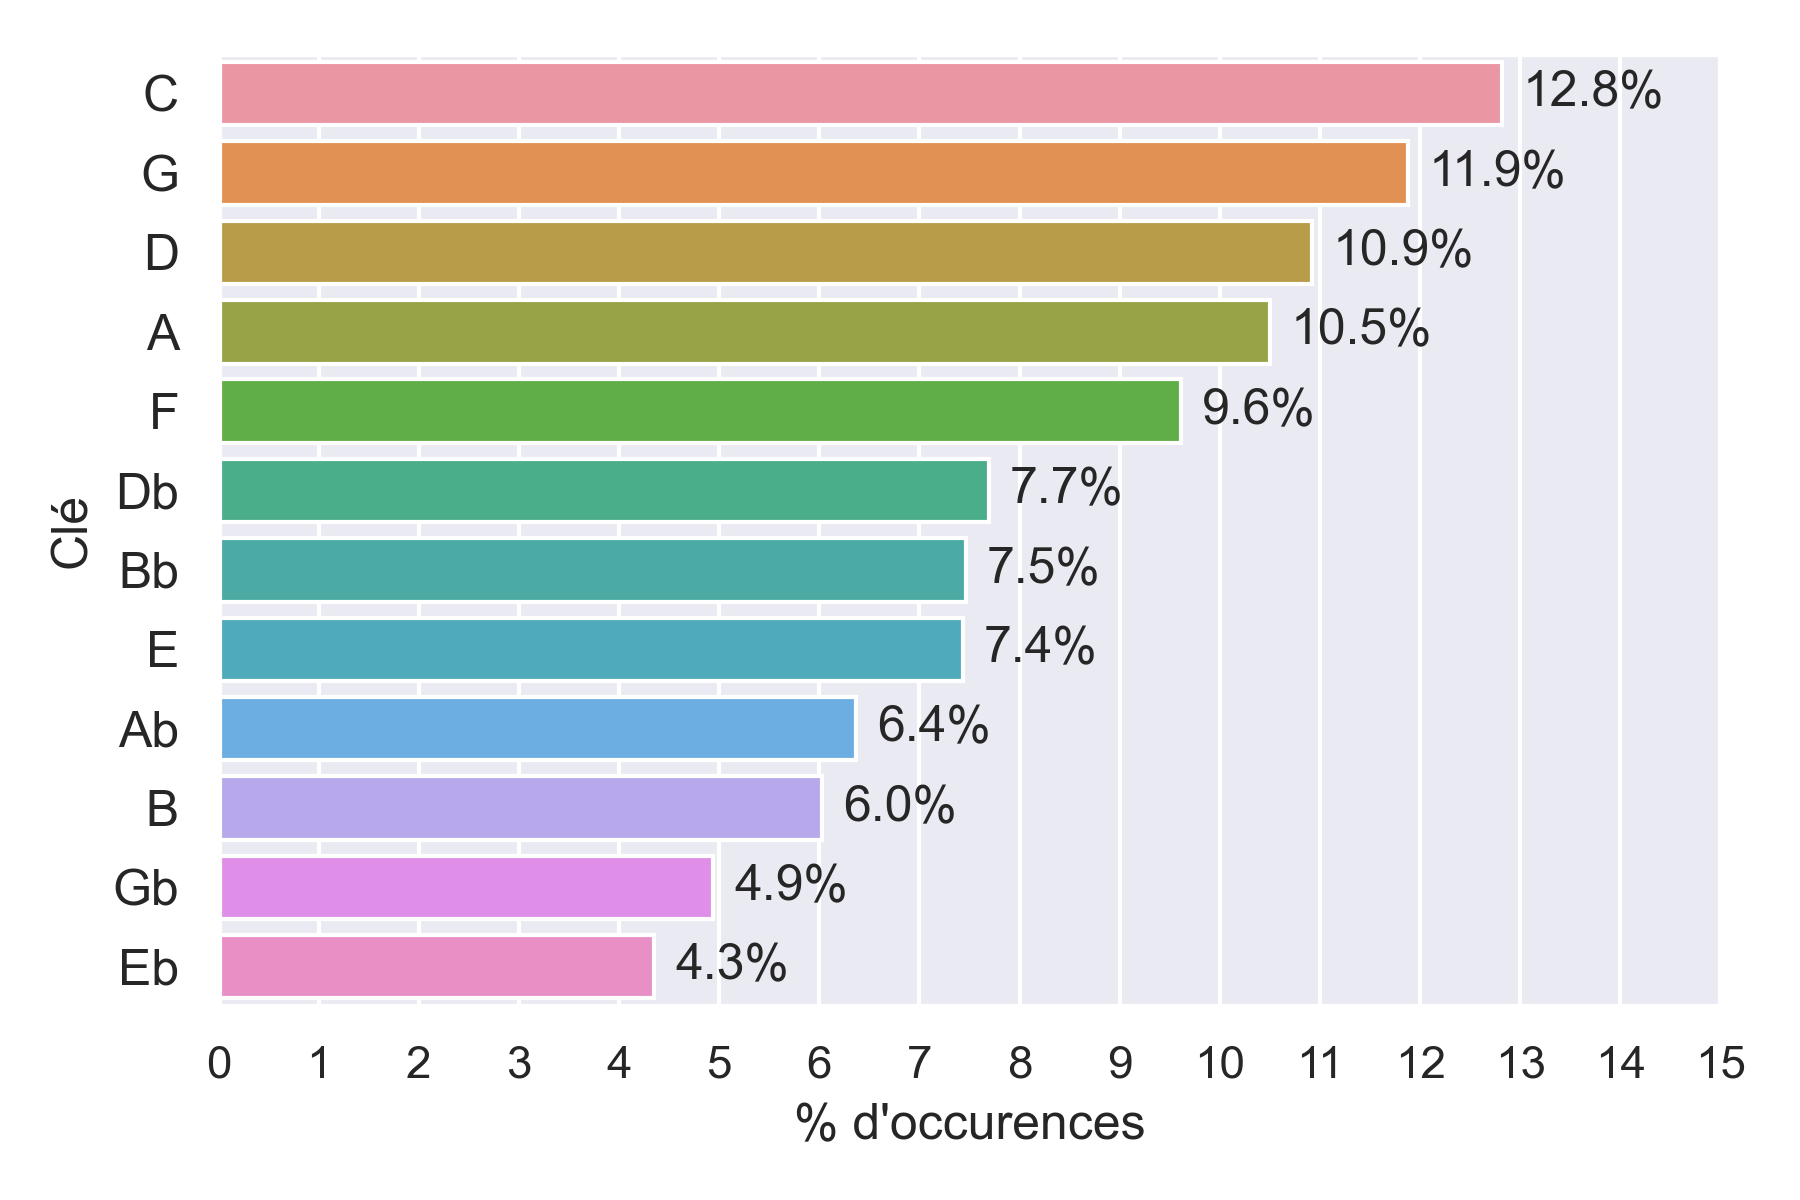 C 12.8%
G 11.9%
D 10.9%
A 10.5%
F 9.6%
Db 7.7%
Bb 7.5%
E 7.4%
Ab 6.4%
B 6.0%
Gb 4.9%
Eb 4.3%
Clé
0 1 2 3 4 5 6 7 8 9 10 11 12 13 14 15
% d'occurences